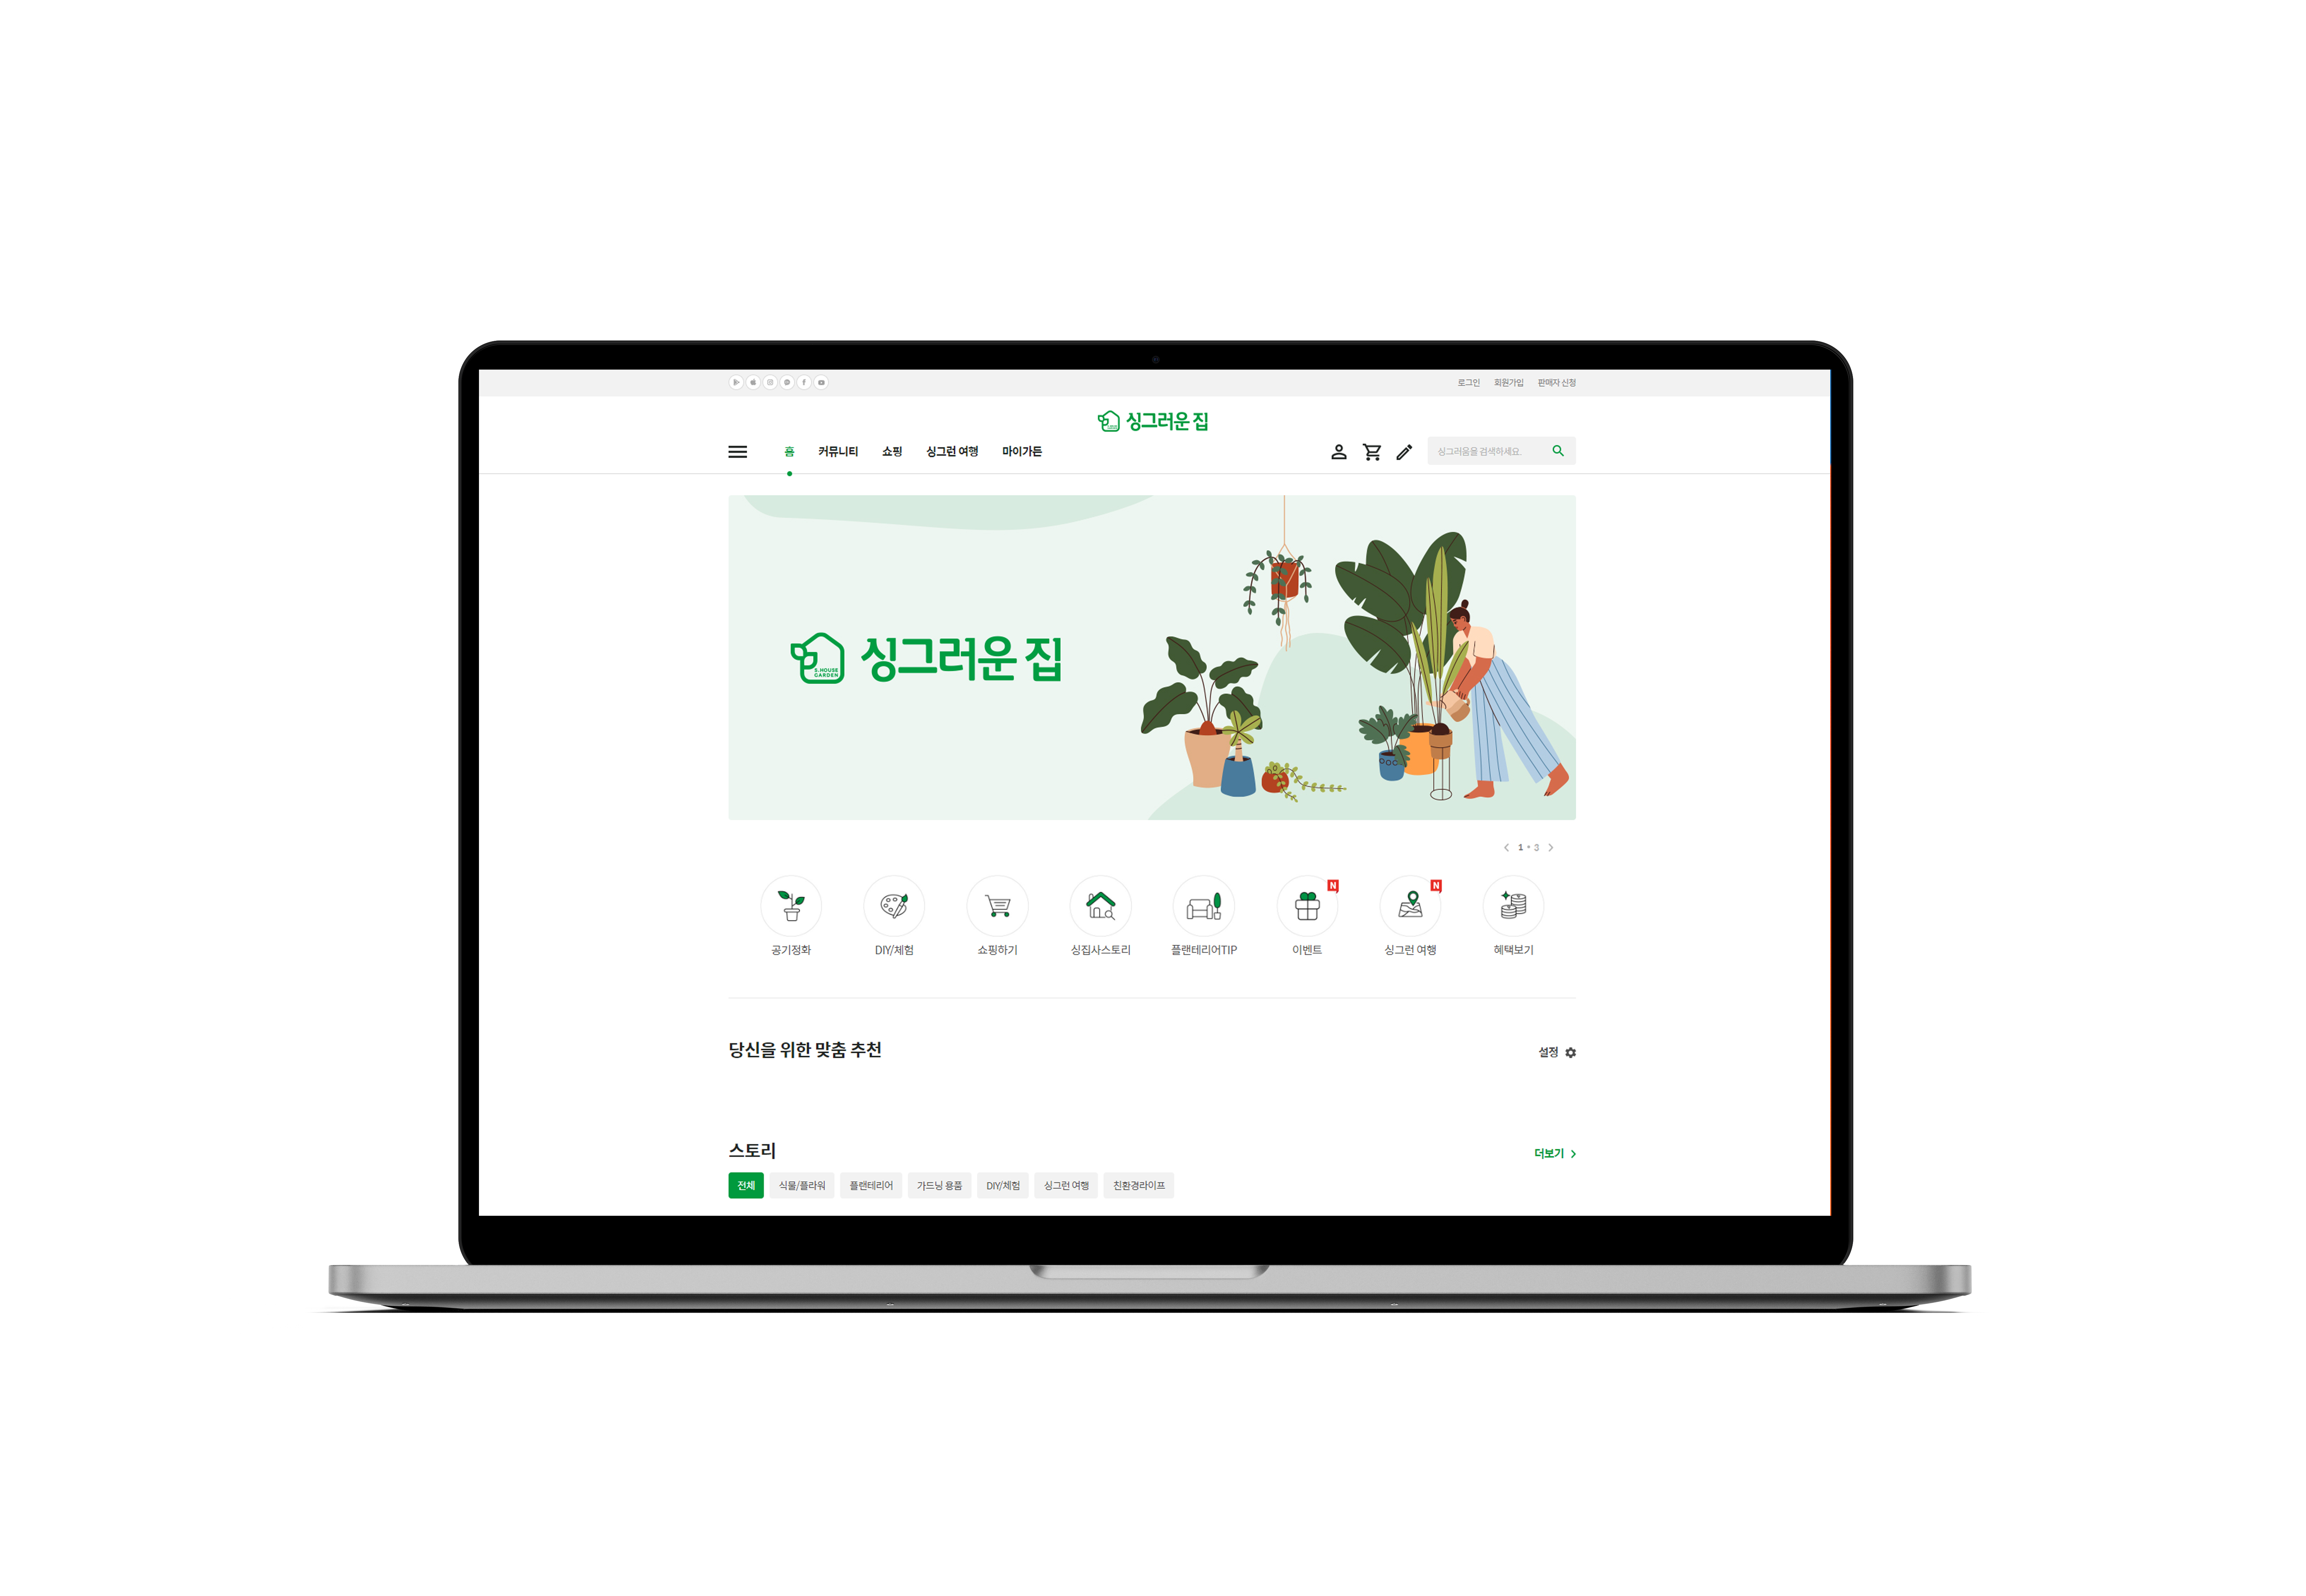 로그인 회원가입 판매자 신청
싱그러운 집
홈 커뮤니티 쇼핑 싱그런 여행 마이가든
싱그러움을 검색하세요.
S.HOUSE
GARDEN
싱그러운 집
1 • 3
N N
공기정화 DIY/체험 쇼핑하기 싱집사스토리 플랜테리어TIP 이벤트 싱그런 여행 혜택보기
당신을 위한 맞춤 추천 설정
스토리 더보기
전체 식물/플라워 플랜테리어 가드닝 용품 DIY/체험 싱그런 여행 친환경라이프